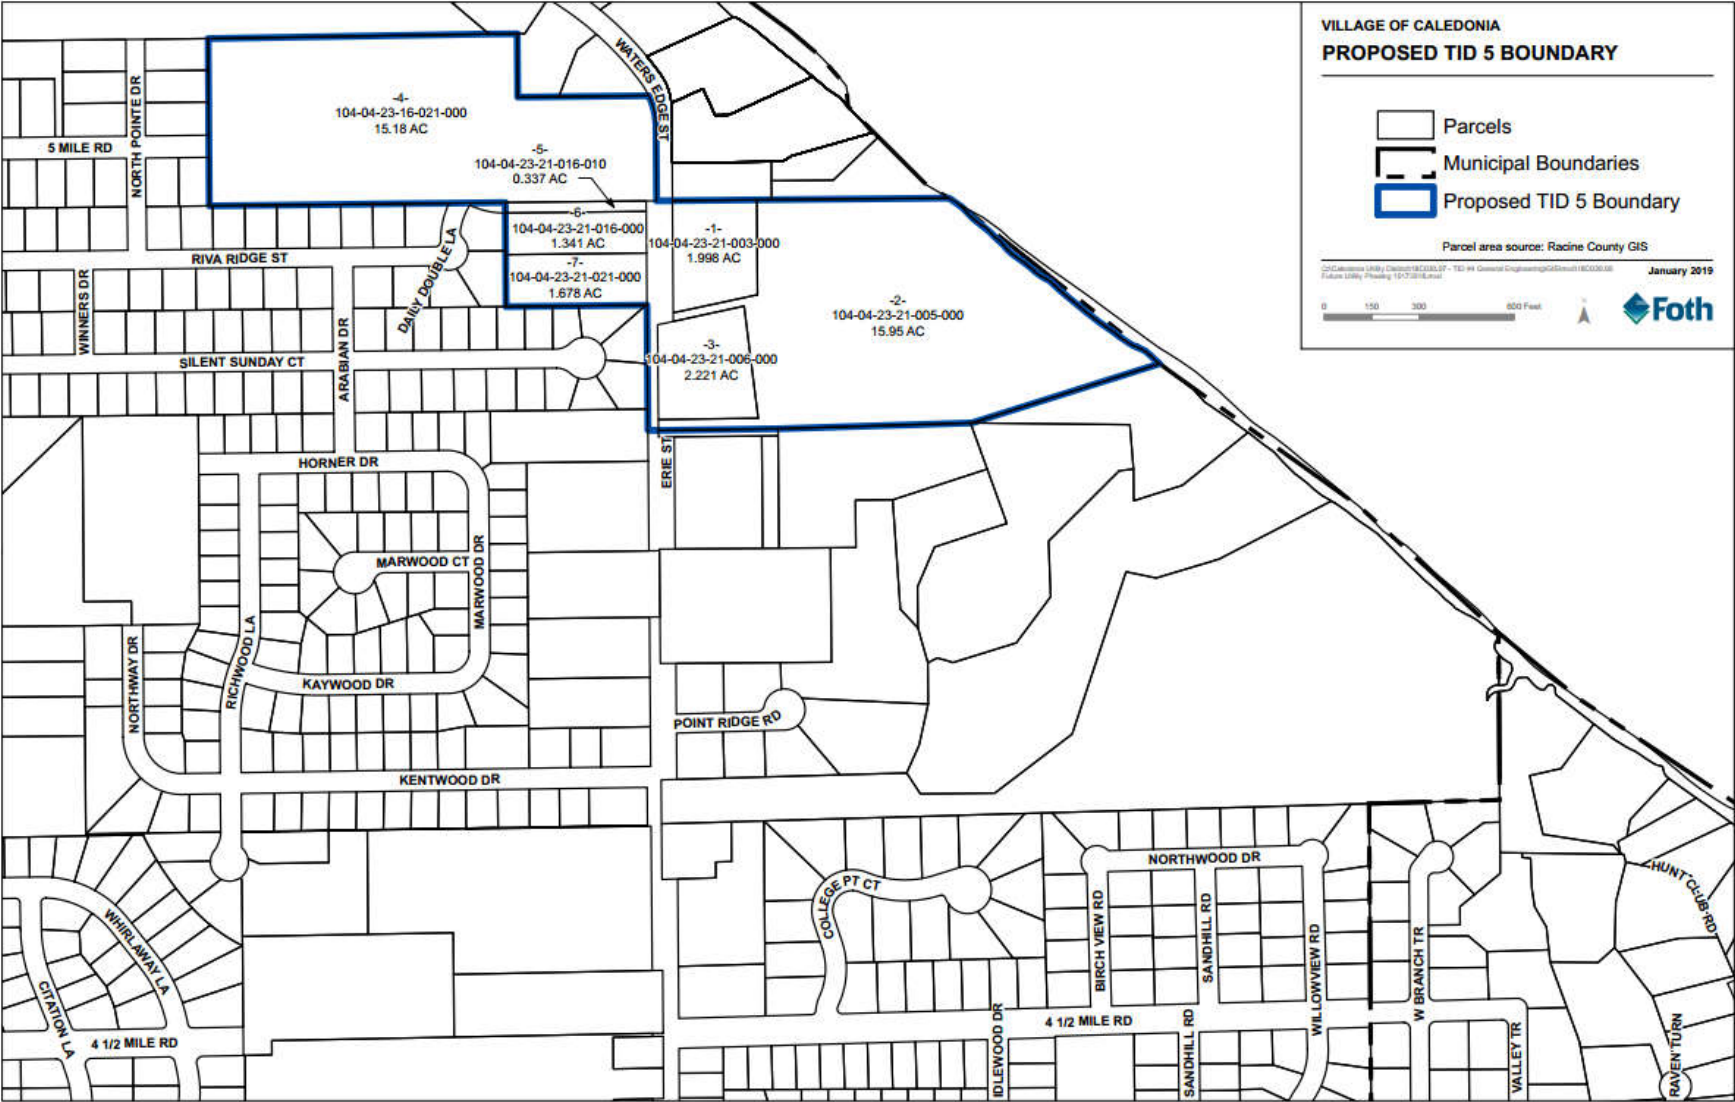 VILLAGE OF CALEDONIA
PROPOSED TID 5 BOUNDARY
Parcels
Municipal Boundaries
Proposed TID 5 Boundary
Parcel area source: Racine County GIS
January 2019
0 150 300 600 Feet
Foth
WATERS EDGE ST
NORTH POINTE DR
5 MILE RD
-4-
104-04-23-16-021-000
15.18 AC
-5-
104-04-23-21-016-010
0.337 AC
-6-
104-04-23-21-016-000
1.341 AC
-7-
104-04-23-21-021-000
1.678 AC
-1-
104-04-23-21-003-000
1.998 AC
-2-
104-04-23-21-005-000
15.95 AC
-3-
104-04-23-21-006-000
2.221 AC
RIVA RIDGE ST
DAILY DOUBLE LA
WINNERS DR
ARABIAN DR
SILENT SUNDAY CT
HORNER DR
ERIE ST
MARWOOD CT
MARWOOD DR
RICHWOOD LA
NORTHWAY DR
KAYWOOD DR
POINT RIDGE RD
KENTWOOD DR
NORTHWOOD DR
COLLEGE PT CT
HUNT CLUB RD
WHIRLAWAY LA
BIRCH VIEW RD
SANDHILL RD
WILLOWVIEW RD
W BRANCH TR
CITATION LA
4 1/2 MILE RD
IDLEWOOD DR
4 1/2 MILE RD
SANDHILL RD
VALLEY TR
RAVEN TURN